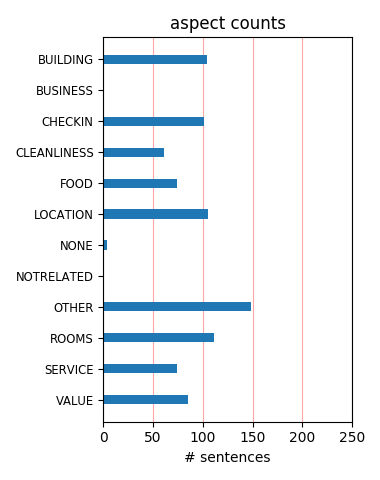 aspect counts
BUILDING
BUSINESS
CHECKIN
CLEANLINESS
FOOD
LOCATION
NONE
NOTRELATED
OTHER
ROOMS
SERVICE
VALUE
0 50 100 150 200 250
# sentences